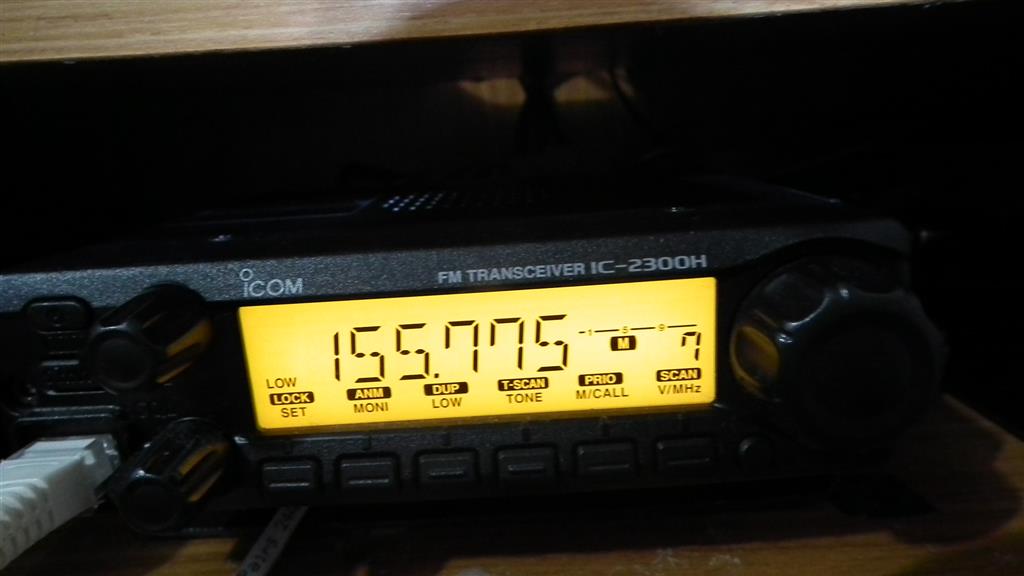 ICOM
FM TRANSCEIVER IC-2300H
155.775
-1 5 9
M
7
LOW
LOCK ANM DUP T-SCAN PRIO SCAN
SET MONI LOW TONE M/CALL V/MHz